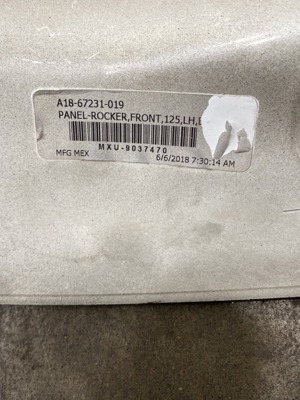 A18-67231-019
PANEL-ROCKER,FRONT,125,LH,
MXU-9037470
MFG MEX 6/6/2018 7:30:14 AM